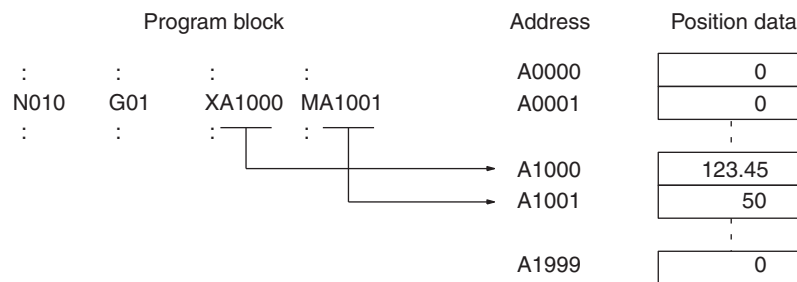 Program block Address Position data
: : : : A0000 0
N010 G01 XA1000 MA1001 A0001 0
: : : :
A1000 123.45
A1001 50
A1999 0